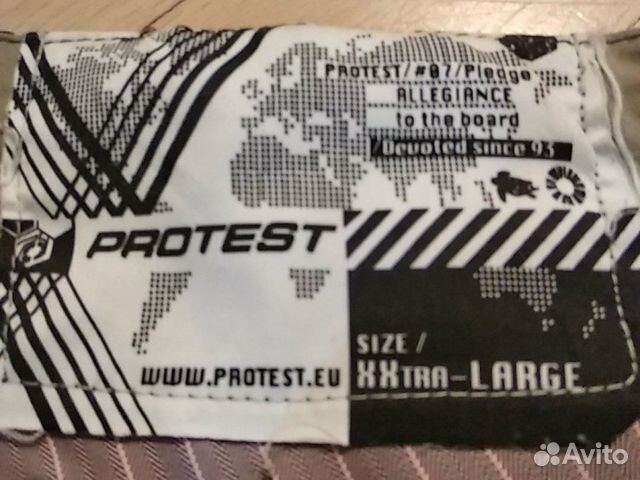 PROTEST/#07/Pledge
ALLEGIANCE
to the board
/Devoted since 93
PROTEST
SIZE /
XXTRA-LARGE
WWW.PROTEST.EU
Avito